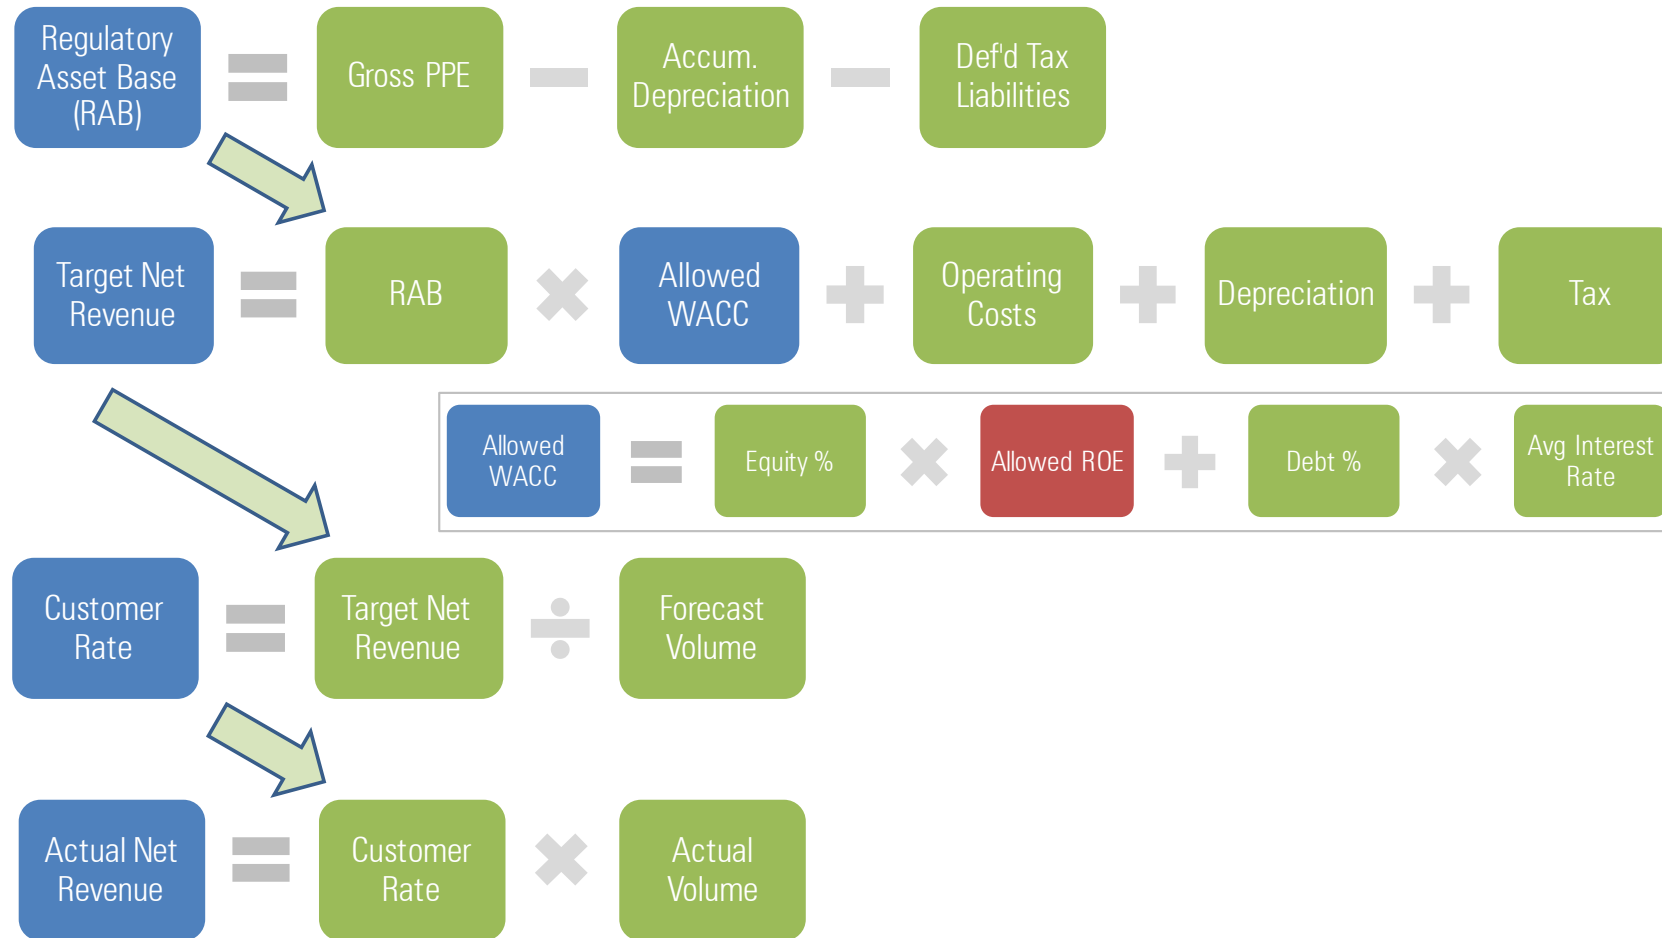 Regulatory
Asset Base
(RAB)
Gross PPE
Accum.
Depreciation
Def'd Tax
Liabilities
Target Net
Revenue
RAB
Allowed
WACC
Operating
Costs
Depreciation
Tax
Allowed
WACC
Equity %
Allowed ROE
Debt %
Avg Interest
Rate
Customer
Rate
Target Net
Revenue
Forecast
Volume
Actual Net
Revenue
Customer
Rate
Actual
Volume